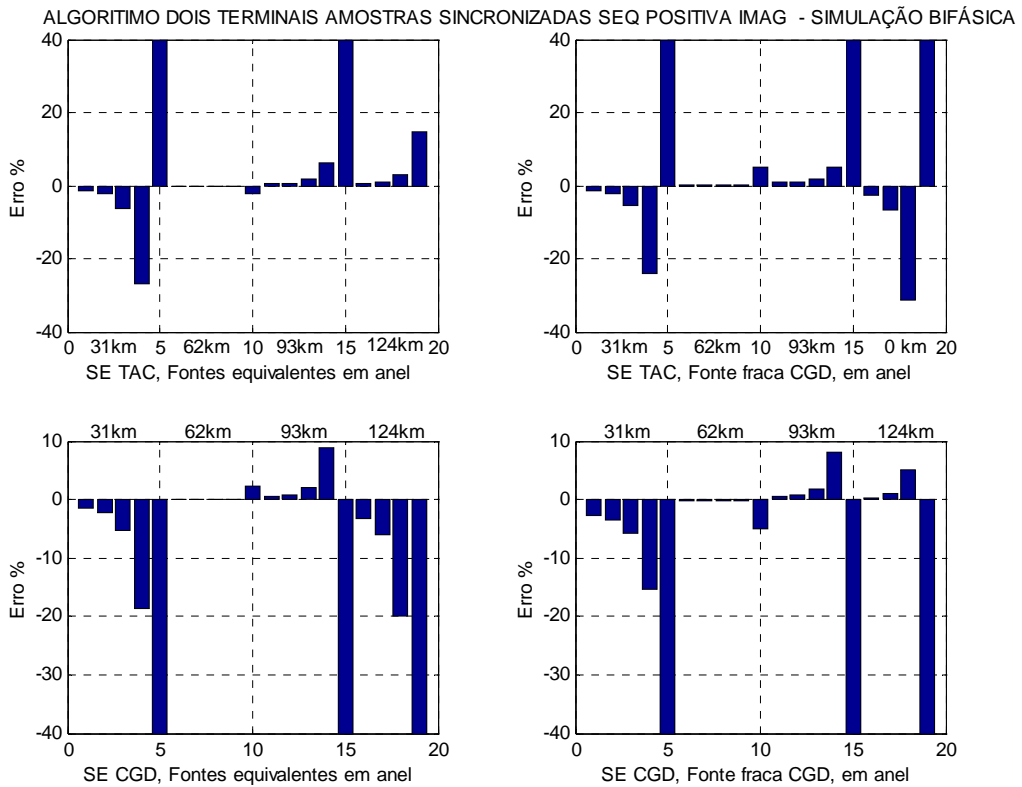 ALGORITIMO DOIS TERMINAIS AMOSTRAS SINCRONIZADAS SEQ POSITIVA IMAG - SIMULAÇÃO BIFÁSICA
40
20
0
-20
-40
Erro %
0 31km 5 62km 10 93km 15 124km 20
SE TAC, Fontes equivalentes em anel
40
20
0
-20
-40
Erro %
0 31km 5 62km 10 93km 15 0 km 20
SE TAC, Fonte fraca CGD, em anel
31km 62km 93km 124km
10
0
-10
-20
-30
-40
Erro %
0 5 10 15 20
SE CGD, Fontes equivalentes em anel
31km 62km 93km 124km
10
0
-10
-20
-30
-40
Erro %
0 5 10 15 20
SE CGD, Fonte fraca CGD, em anel